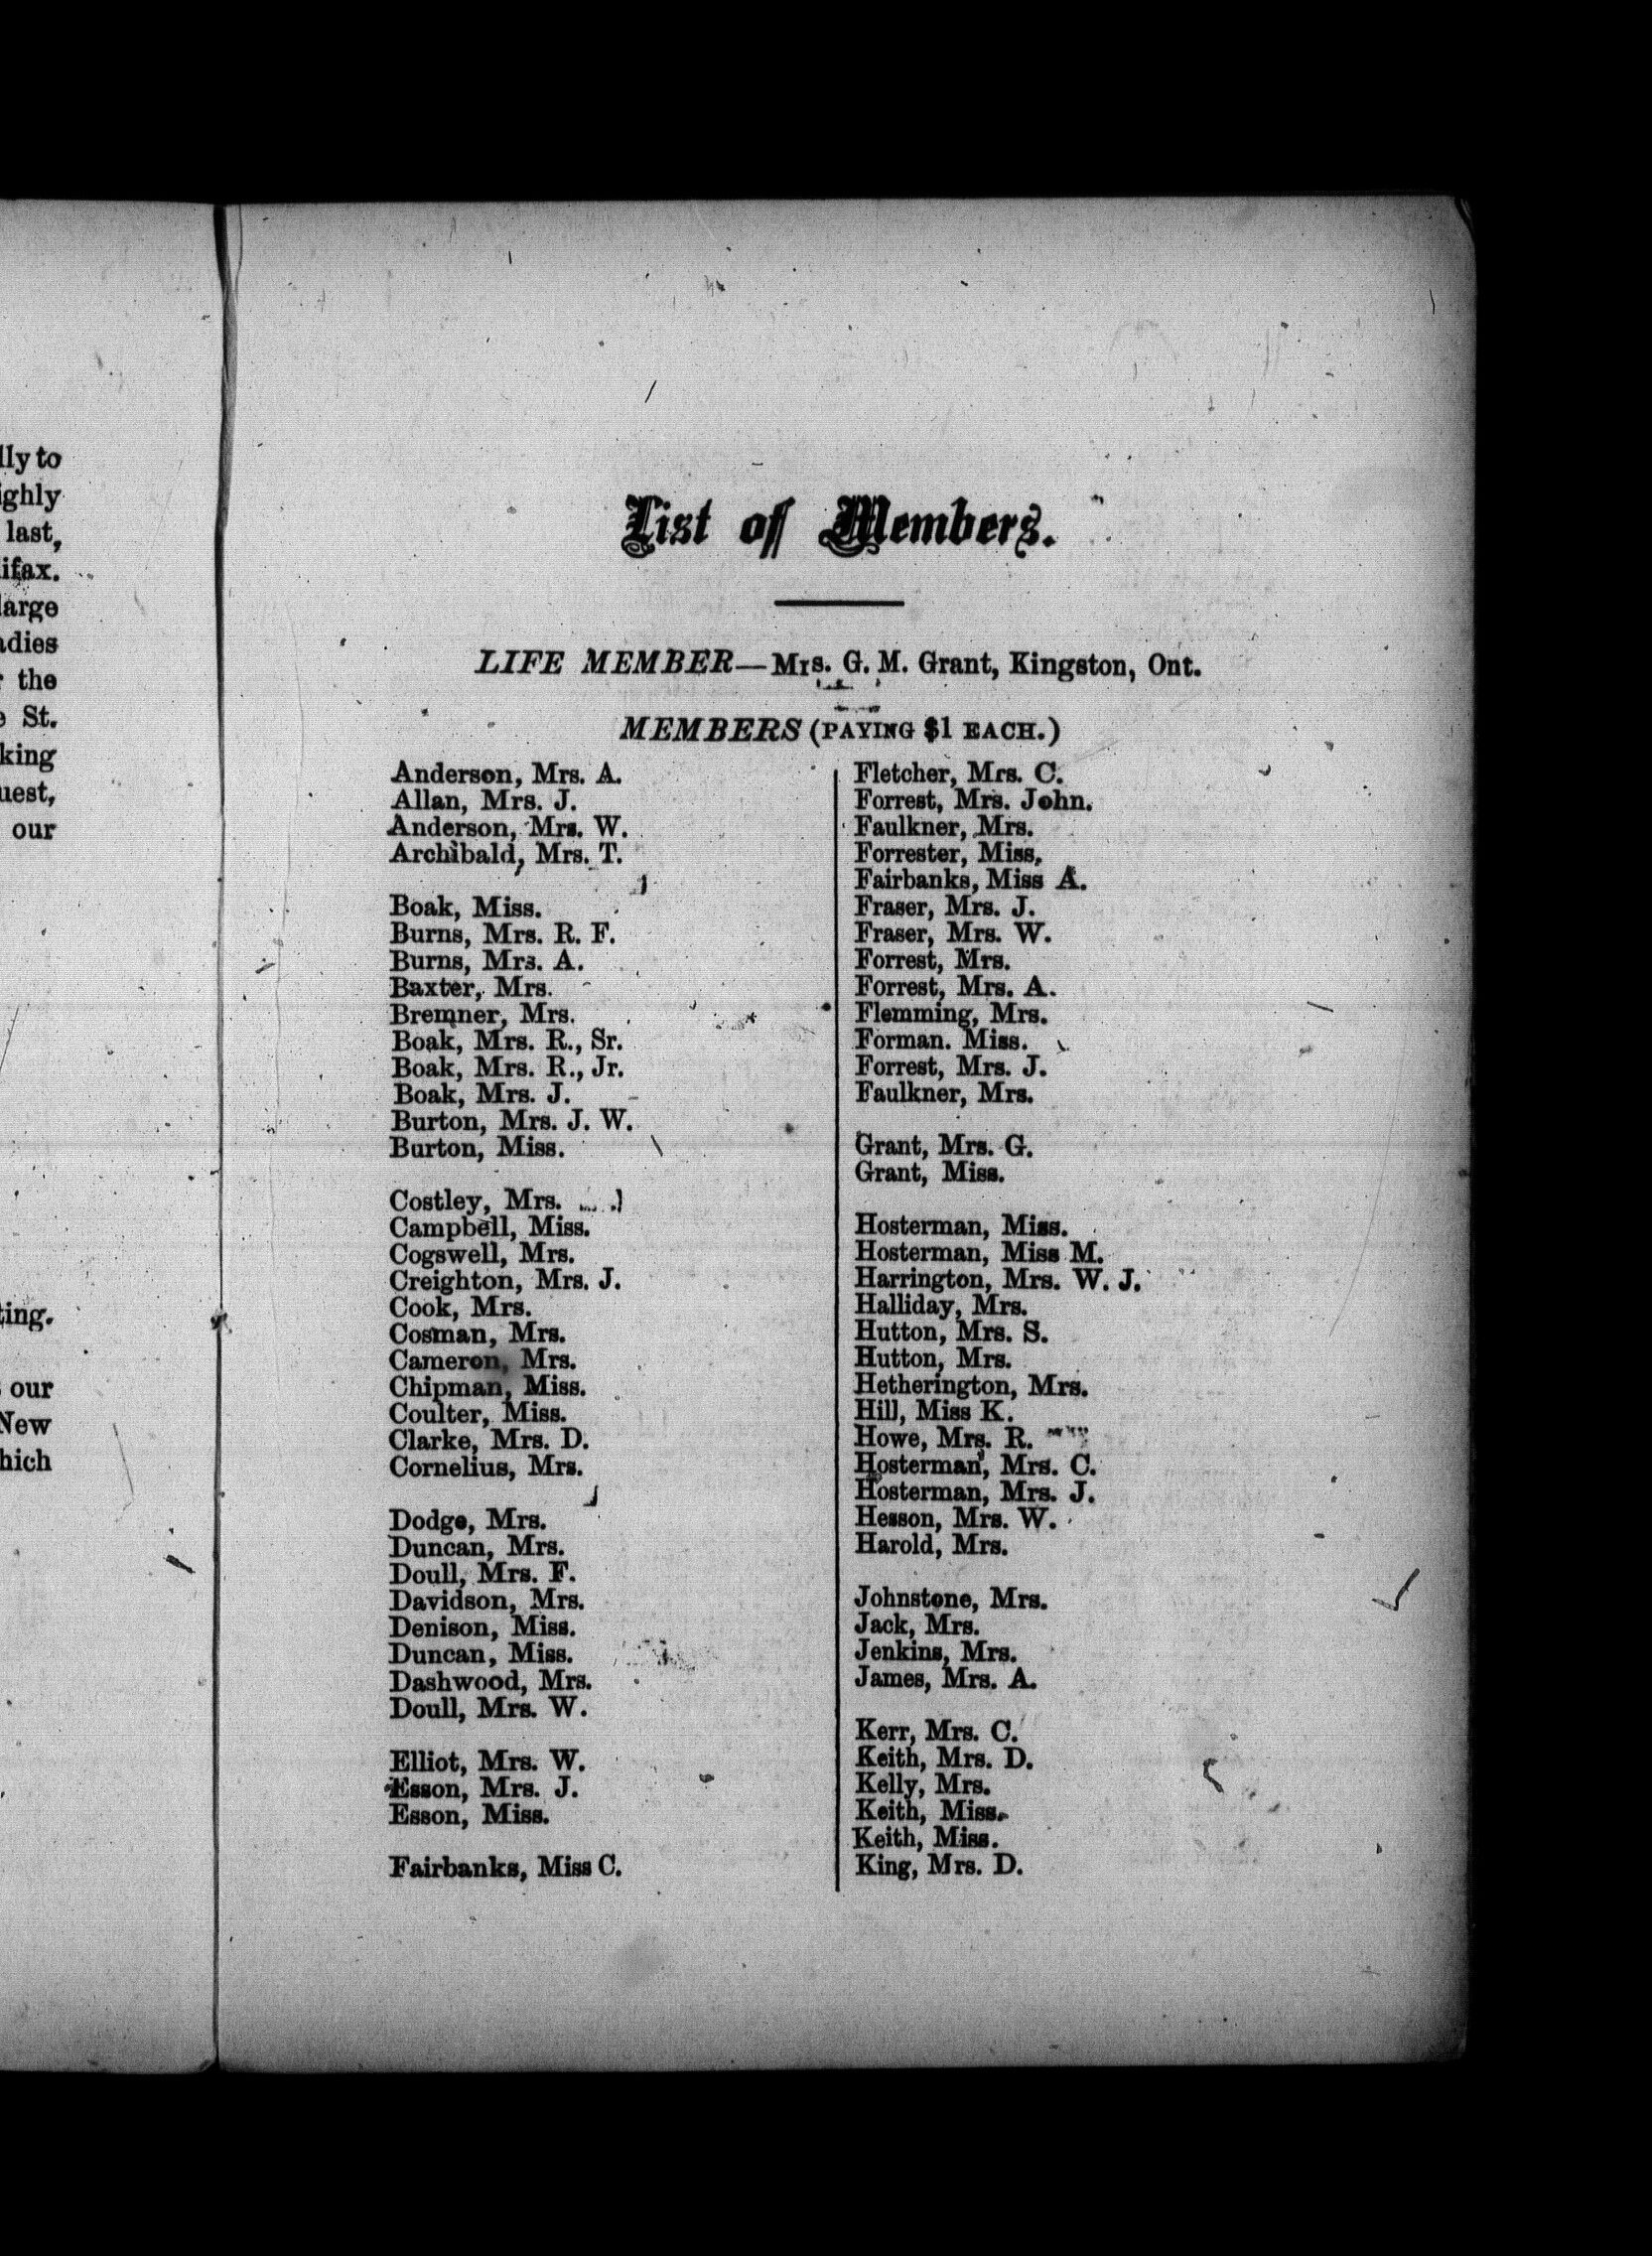 lly to
ighly
last,
ifax.
large
adies
the
St.
king
uest,
our
ting.
our
New
hich
List of Members.
LIFE MEMBER—Mrs. G. M. Grant, Kingston, Ont.
MEMBERS (PAYING $1 EACH.)
Anderson, Mrs. A.
Allan, Mrs. J.
Anderson, Mrs. W.
Archibald, Mrs. T.
Boak, Miss.
Burns, Mrs. R. F.
Burns, Mrs. A.
Baxter, Mrs.
Bremner, Mrs.
Boak, Mrs. R., Sr.
Boak, Mrs. R., Jr.
Boak, Mrs. J.
Burton, Mrs. J. W.
Burton, Miss.
Costley, Mrs.
Campbell, Miss.
Cogswell, Mrs.
Creighton, Mrs. J.
Cook, Mrs.
Cosman, Mrs.
Cameron, Mrs.
Chipman, Miss.
Coulter, Miss.
Clarke, Mrs. D.
Cornelius, Mrs.
Dodge, Mrs.
Duncan, Mrs.
Doull, Mrs. F.
Davidson, Mrs.
Denison, Miss.
Duncan, Miss.
Dashwood, Mrs.
Doull, Mrs. W.
Elliot, Mrs. W.
Esson, Mrs. J.
Esson, Miss.
Fairbanks, Miss C.
Fletcher, Mrs. C.
Forrest, Mrs. John.
Faulkner, Mrs.
Forrester, Miss.
Fairbanks, Miss A.
Fraser, Mrs. J.
Fraser, Mrs. W.
Forrest, Mrs.
Forrest, Mrs. A.
Flemming, Mrs.
Forman. Miss.
Forrest, Mrs. J.
Faulkner, Mrs.
Grant, Mrs. G.
Grant, Miss.
Hosterman, Miss.
Hosterman, Miss M.
Harrington, Mrs. W. J.
Halliday, Mrs.
Hutton, Mrs. S.
Hutton, Mrs.
Hetherington, Mrs.
Hill, Miss K.
Howe, Mrs. R.
Hosterman, Mrs. C.
Hosterman, Mrs. J.
Hesson, Mrs. W.
Harold, Mrs.
Johnstone, Mrs.
Jack, Mrs.
Jenkins, Mrs.
James, Mrs. A.
Kerr, Mrs. C.
Keith, Mrs. D.
Kelly, Mrs.
Keith, Miss.
Keith, Miss.
King, Mrs. D.